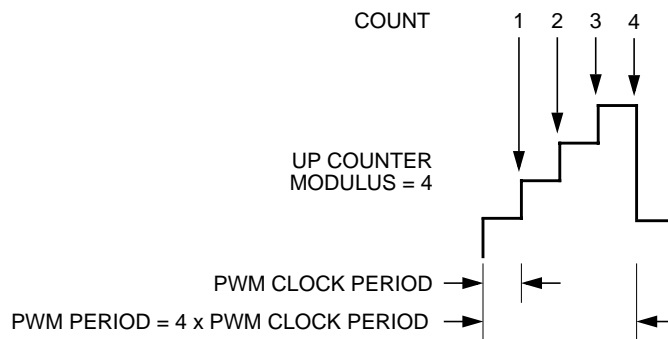 COUNT 1 2 3 4
UP COUNTER
MODULUS = 4
PWM CLOCK PERIOD
PWM PERIOD = 4 x PWM CLOCK PERIOD